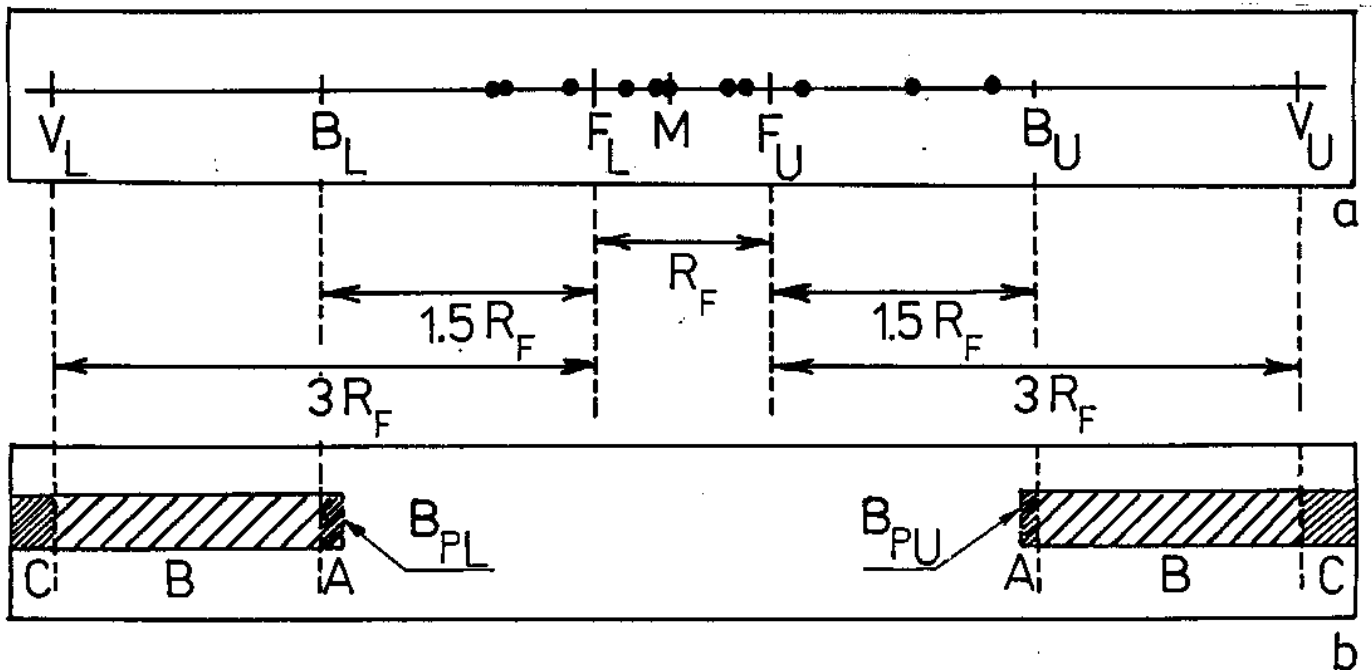 V_L B_L F_L M F_U B_U V_U
a
R_F
1.5 R_F 1.5 R_F
3 R_F 3 R_F
B_PL B_PU
C B A A B C
b